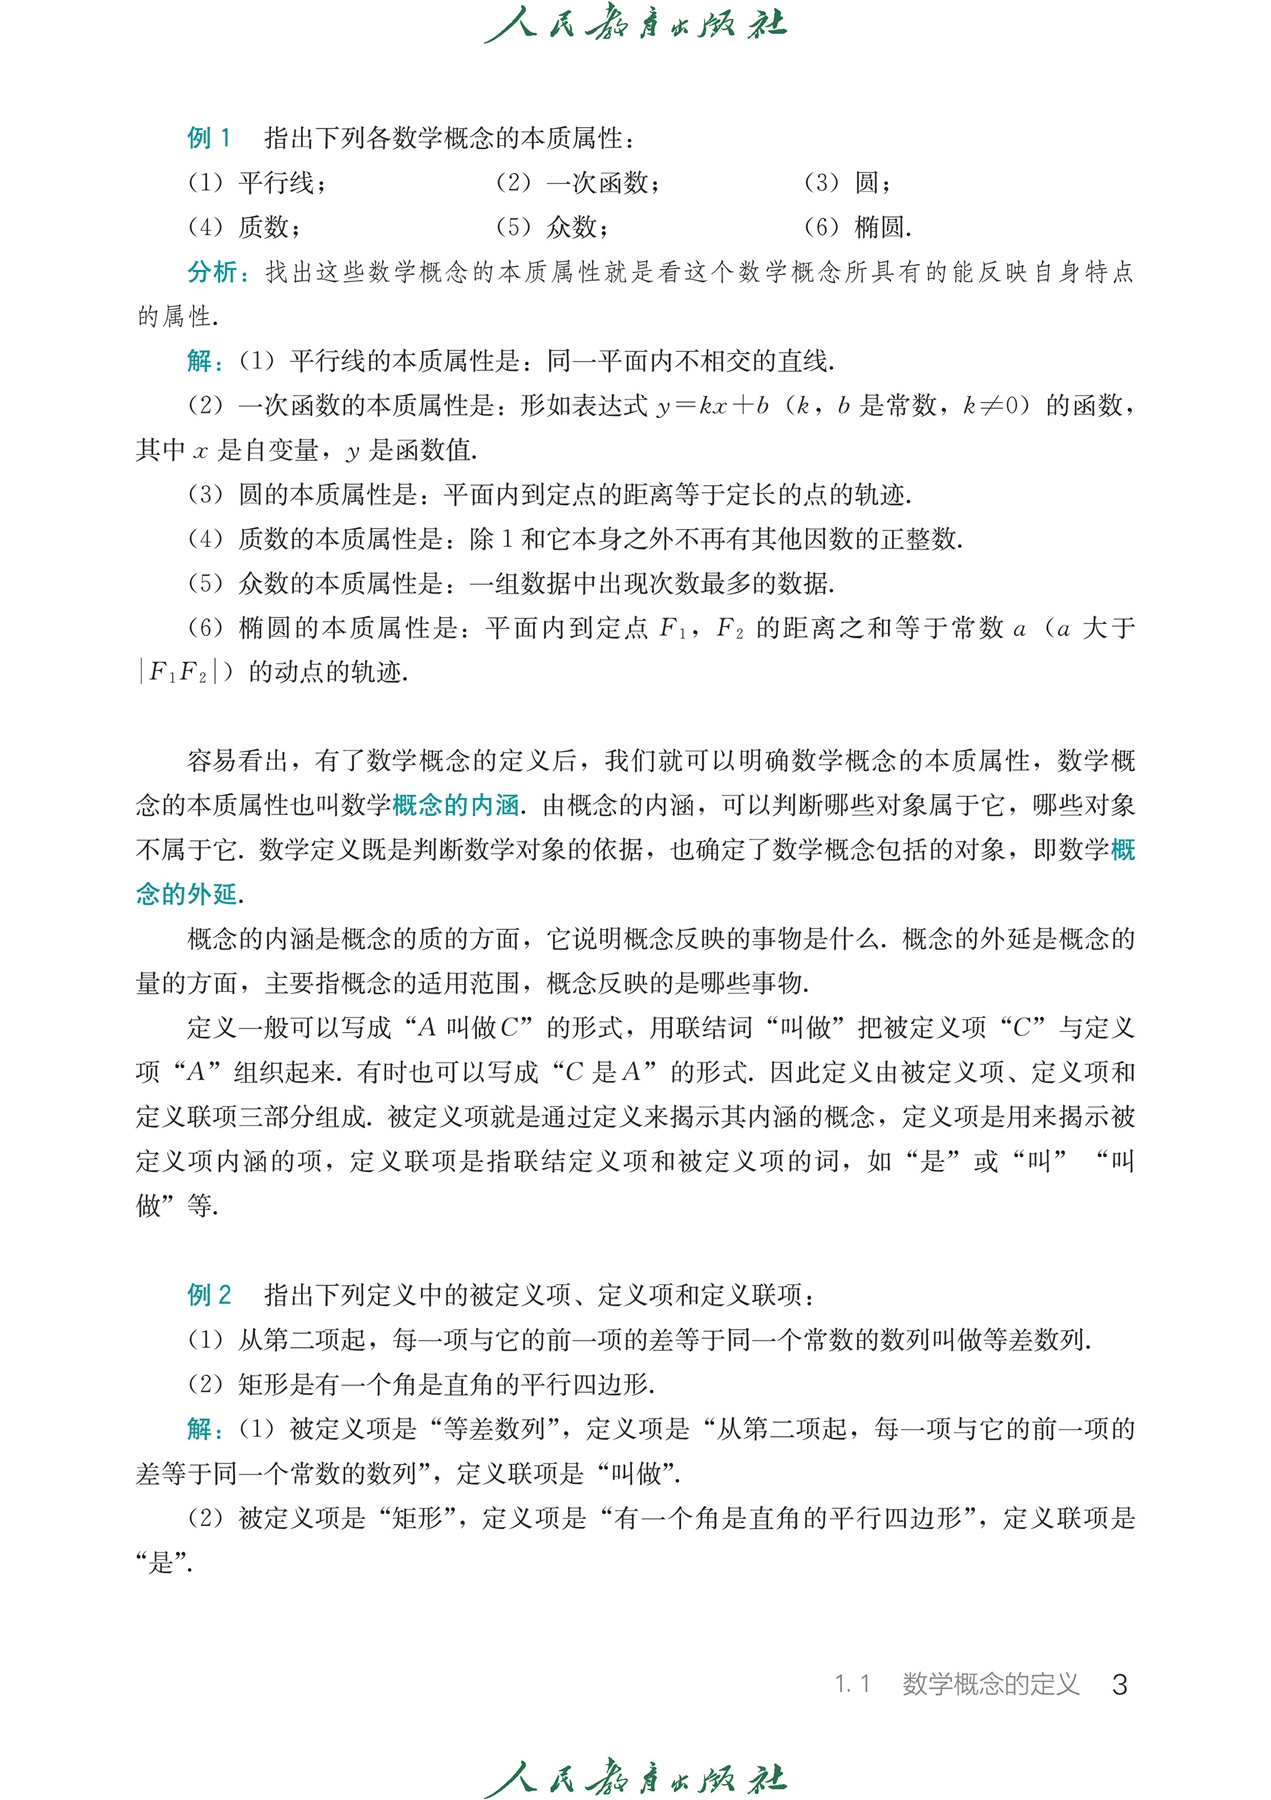 人民教育出版社
例1 指出下列各数学概念的本质属性：
（1）平行线； （2）一次函数； （3）圆；
（4）质数； （5）众数； （6）椭圆．
分析：找出这些数学概念的本质属性就是看这个数学概念所具有的能反映自身特点
的属性．
解：（1）平行线的本质属性是：同一平面内不相交的直线．
（2）一次函数的本质属性是：形如表达式 y＝kx＋b（k，b 是常数，k≠0）的函数，
其中 x 是自变量，y 是函数值．
（3）圆的本质属性是：平面内到定点的距离等于定长的点的轨迹．
（4）质数的本质属性是：除1和它本身之外不再有其他因数的正整数．
（5）众数的本质属性是：一组数据中出现次数最多的数据．
（6）椭圆的本质属性是：平面内到定点 F₁，F₂ 的距离之和等于常数 a（a 大于
|F₁F₂|）的动点的轨迹．
容易看出，有了数学概念的定义后，我们就可以明确数学概念的本质属性，数学概
念的本质属性也叫数学概念的内涵．由概念的内涵，可以判断哪些对象属于它，哪些对象
不属于它．数学定义既是判断数学对象的依据，也确定了数学概念包括的对象，即数学概
念的外延．
概念的内涵是概念的质的方面，它说明概念反映的事物是什么．概念的外延是概念的
量的方面，主要指概念的适用范围，概念反映的是哪些事物．
定义一般可以写成“A 叫做C”的形式，用联结词“叫做”把被定义项“C”与定义
项“A”组织起来．有时也可以写成“C 是A”的形式．因此定义由被定义项、定义项和
定义联项三部分组成．被定义项就是通过定义来揭示其内涵的概念，定义项是用来揭示被
定义项内涵的项，定义联项是指联结定义项和被定义项的词，如“是”或“叫”“叫
做”等．
例2 指出下列定义中的被定义项、定义项和定义联项：
（1）从第二项起，每一项与它的前一项的差等于同一个常数的数列叫做等差数列．
（2）矩形是有一个角是直角的平行四边形．
解：（1）被定义项是“等差数列”，定义项是“从第二项起，每一项与它的前一项的
差等于同一个常数的数列”，定义联项是“叫做”．
（2）被定义项是“矩形”，定义项是“有一个角是直角的平行四边形”，定义联项是
“是”．
1.1 数学概念的定义 3
人民教育出版社